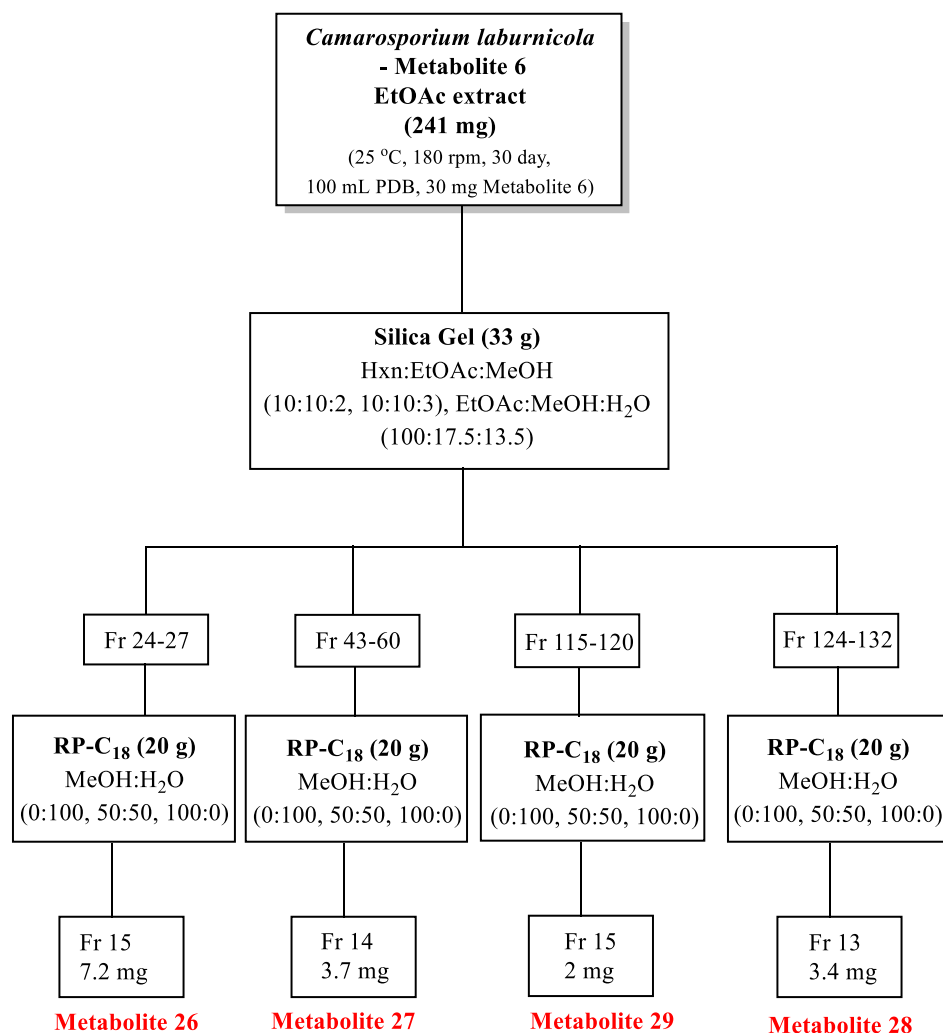 Camarosporium laburnicola
- Metabolite 6
EtOAc extract
(241 mg)
(25 °C, 180 rpm, 30 day,
100 mL PDB, 30 mg Metabolite 6)
Silica Gel (33 g)
Hxn:EtOAc:MeOH
(10:10:2, 10:10:3), EtOAc:MeOH:H₂O
(100:17.5:13.5)
Fr 24-27
Fr 43-60
Fr 115-120
Fr 124-132
RP-C₁₈ (20 g)
MeOH:H₂O
(0:100, 50:50, 100:0)
RP-C₁₈ (20 g)
MeOH:H₂O
(0:100, 50:50, 100:0)
RP-C₁₈ (20 g)
MeOH:H₂O
(0:100, 50:50, 100:0)
RP-C₁₈ (20 g)
MeOH:H₂O
(0:100, 50:50, 100:0)
Fr 15
7.2 mg
Fr 14
3.7 mg
Fr 15
2 mg
Fr 13
3.4 mg
Metabolite 26
Metabolite 27
Metabolite 29
Metabolite 28